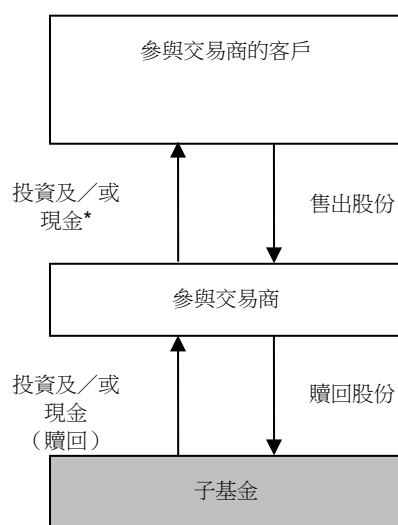 參與交易商的客戶
投資及／或
現金*
售出股份
參與交易商
投資及／或
現金
（贖回）
贖回股份
子基金